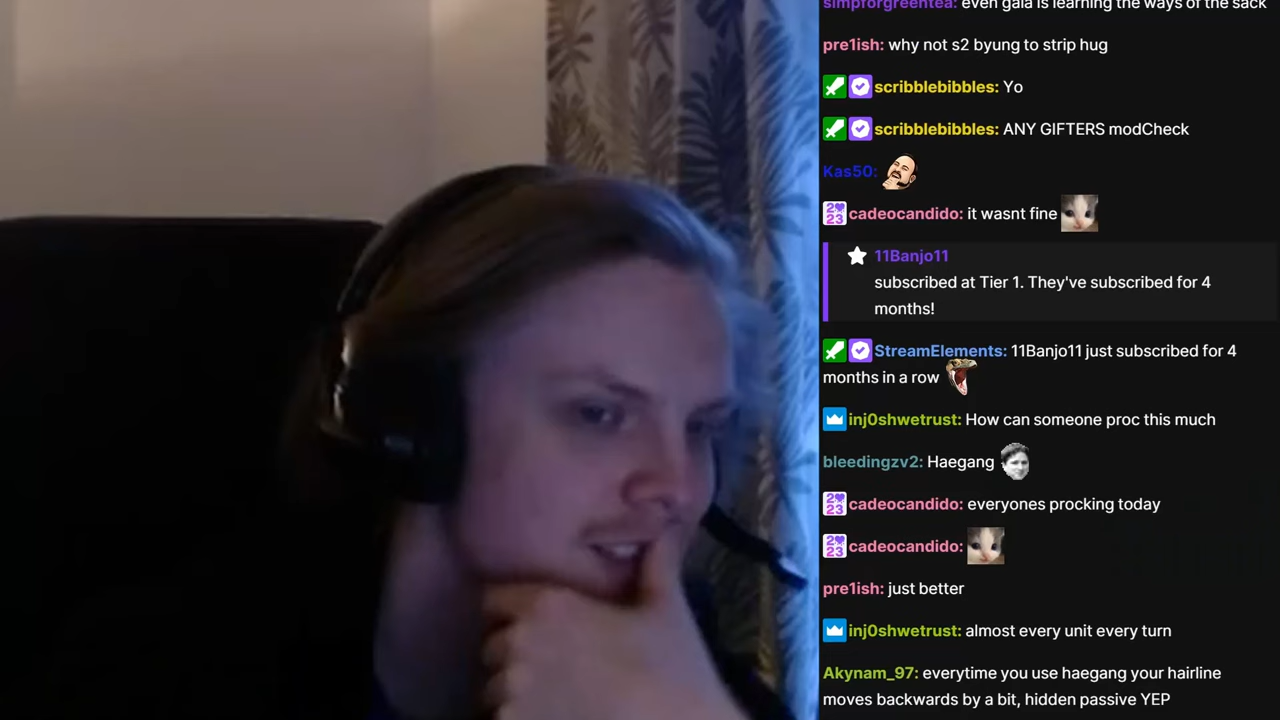 simpforgreentea: even gala is learning the ways of the sack
pre1ish: why not s2 byung to strip hug
scribblebibbles: Yo
scribblebibbles: ANY GIFTERS modCheck
Kas50:
cadeocandido: it wasnt fine
11Banjo11
subscribed at Tier 1. They've subscribed for 4
months!
StreamElements: 11Banjo11 just subscribed for 4
months in a row
inj0shwetrust: How can someone proc this much
bleedingzv2: Haegang
cadeocandido: everyones procking today
cadeocandido:
pre1ish: just better
inj0shwetrust: almost every unit every turn
Akynam_97: everytime you use haegang your hairline
moves backwards by a bit, hidden passive YEP